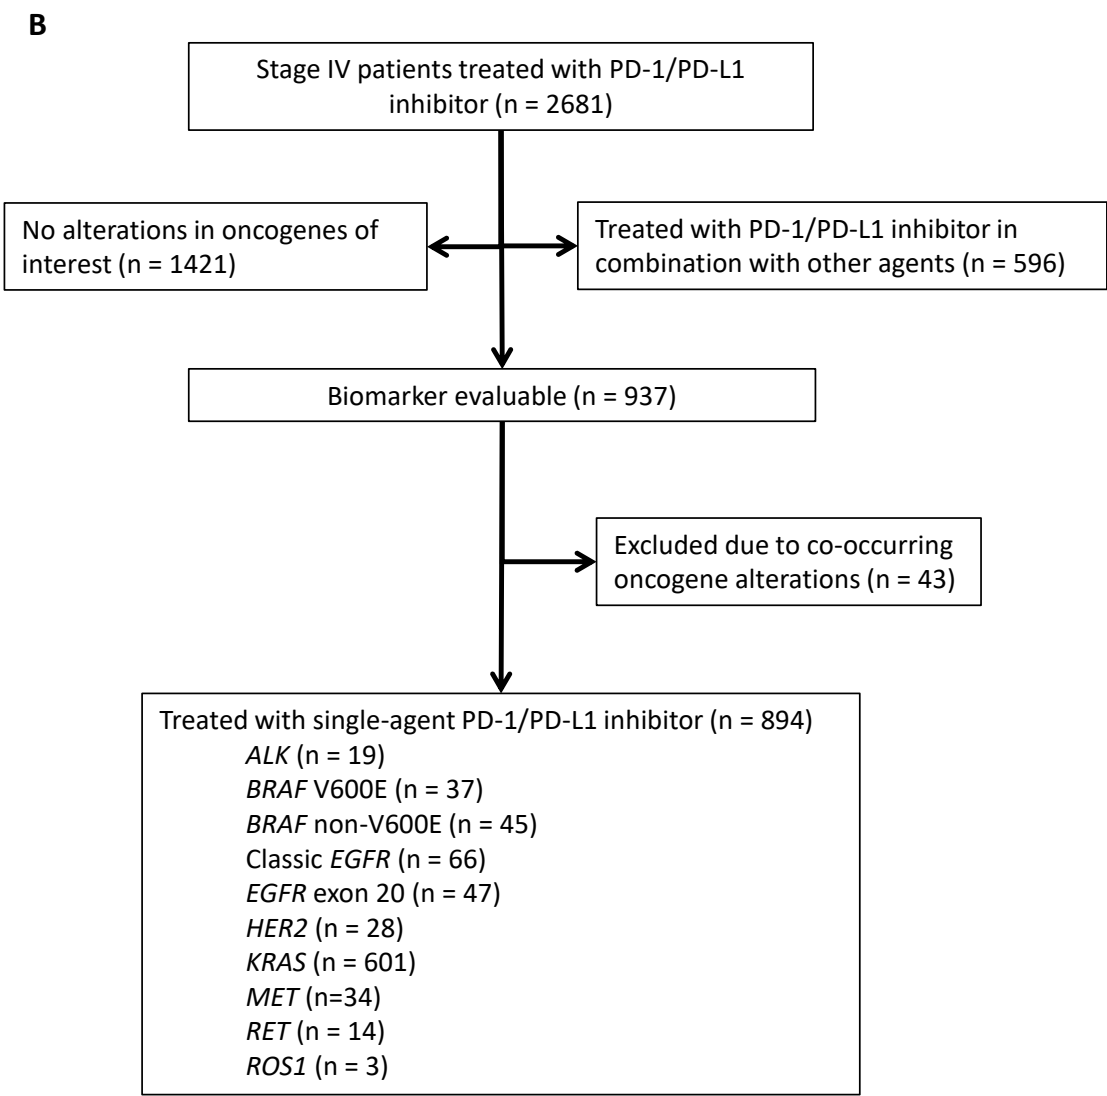 B
Stage IV patients treated with PD-1/PD-L1
inhibitor (n = 2681)
No alterations in oncogenes of
interest (n = 1421)
Treated with PD-1/PD-L1 inhibitor in
combination with other agents (n = 596)
Biomarker evaluable (n = 937)
Excluded due to co-occurring
oncogene alterations (n = 43)
Treated with single-agent PD-1/PD-L1 inhibitor (n = 894)
ALK (n = 19)
BRAF V600E (n = 37)
BRAF non-V600E (n = 45)
Classic EGFR (n = 66)
EGFR exon 20 (n = 47)
HER2 (n = 28)
KRAS (n = 601)
MET (n=34)
RET (n = 14)
ROS1 (n = 3)